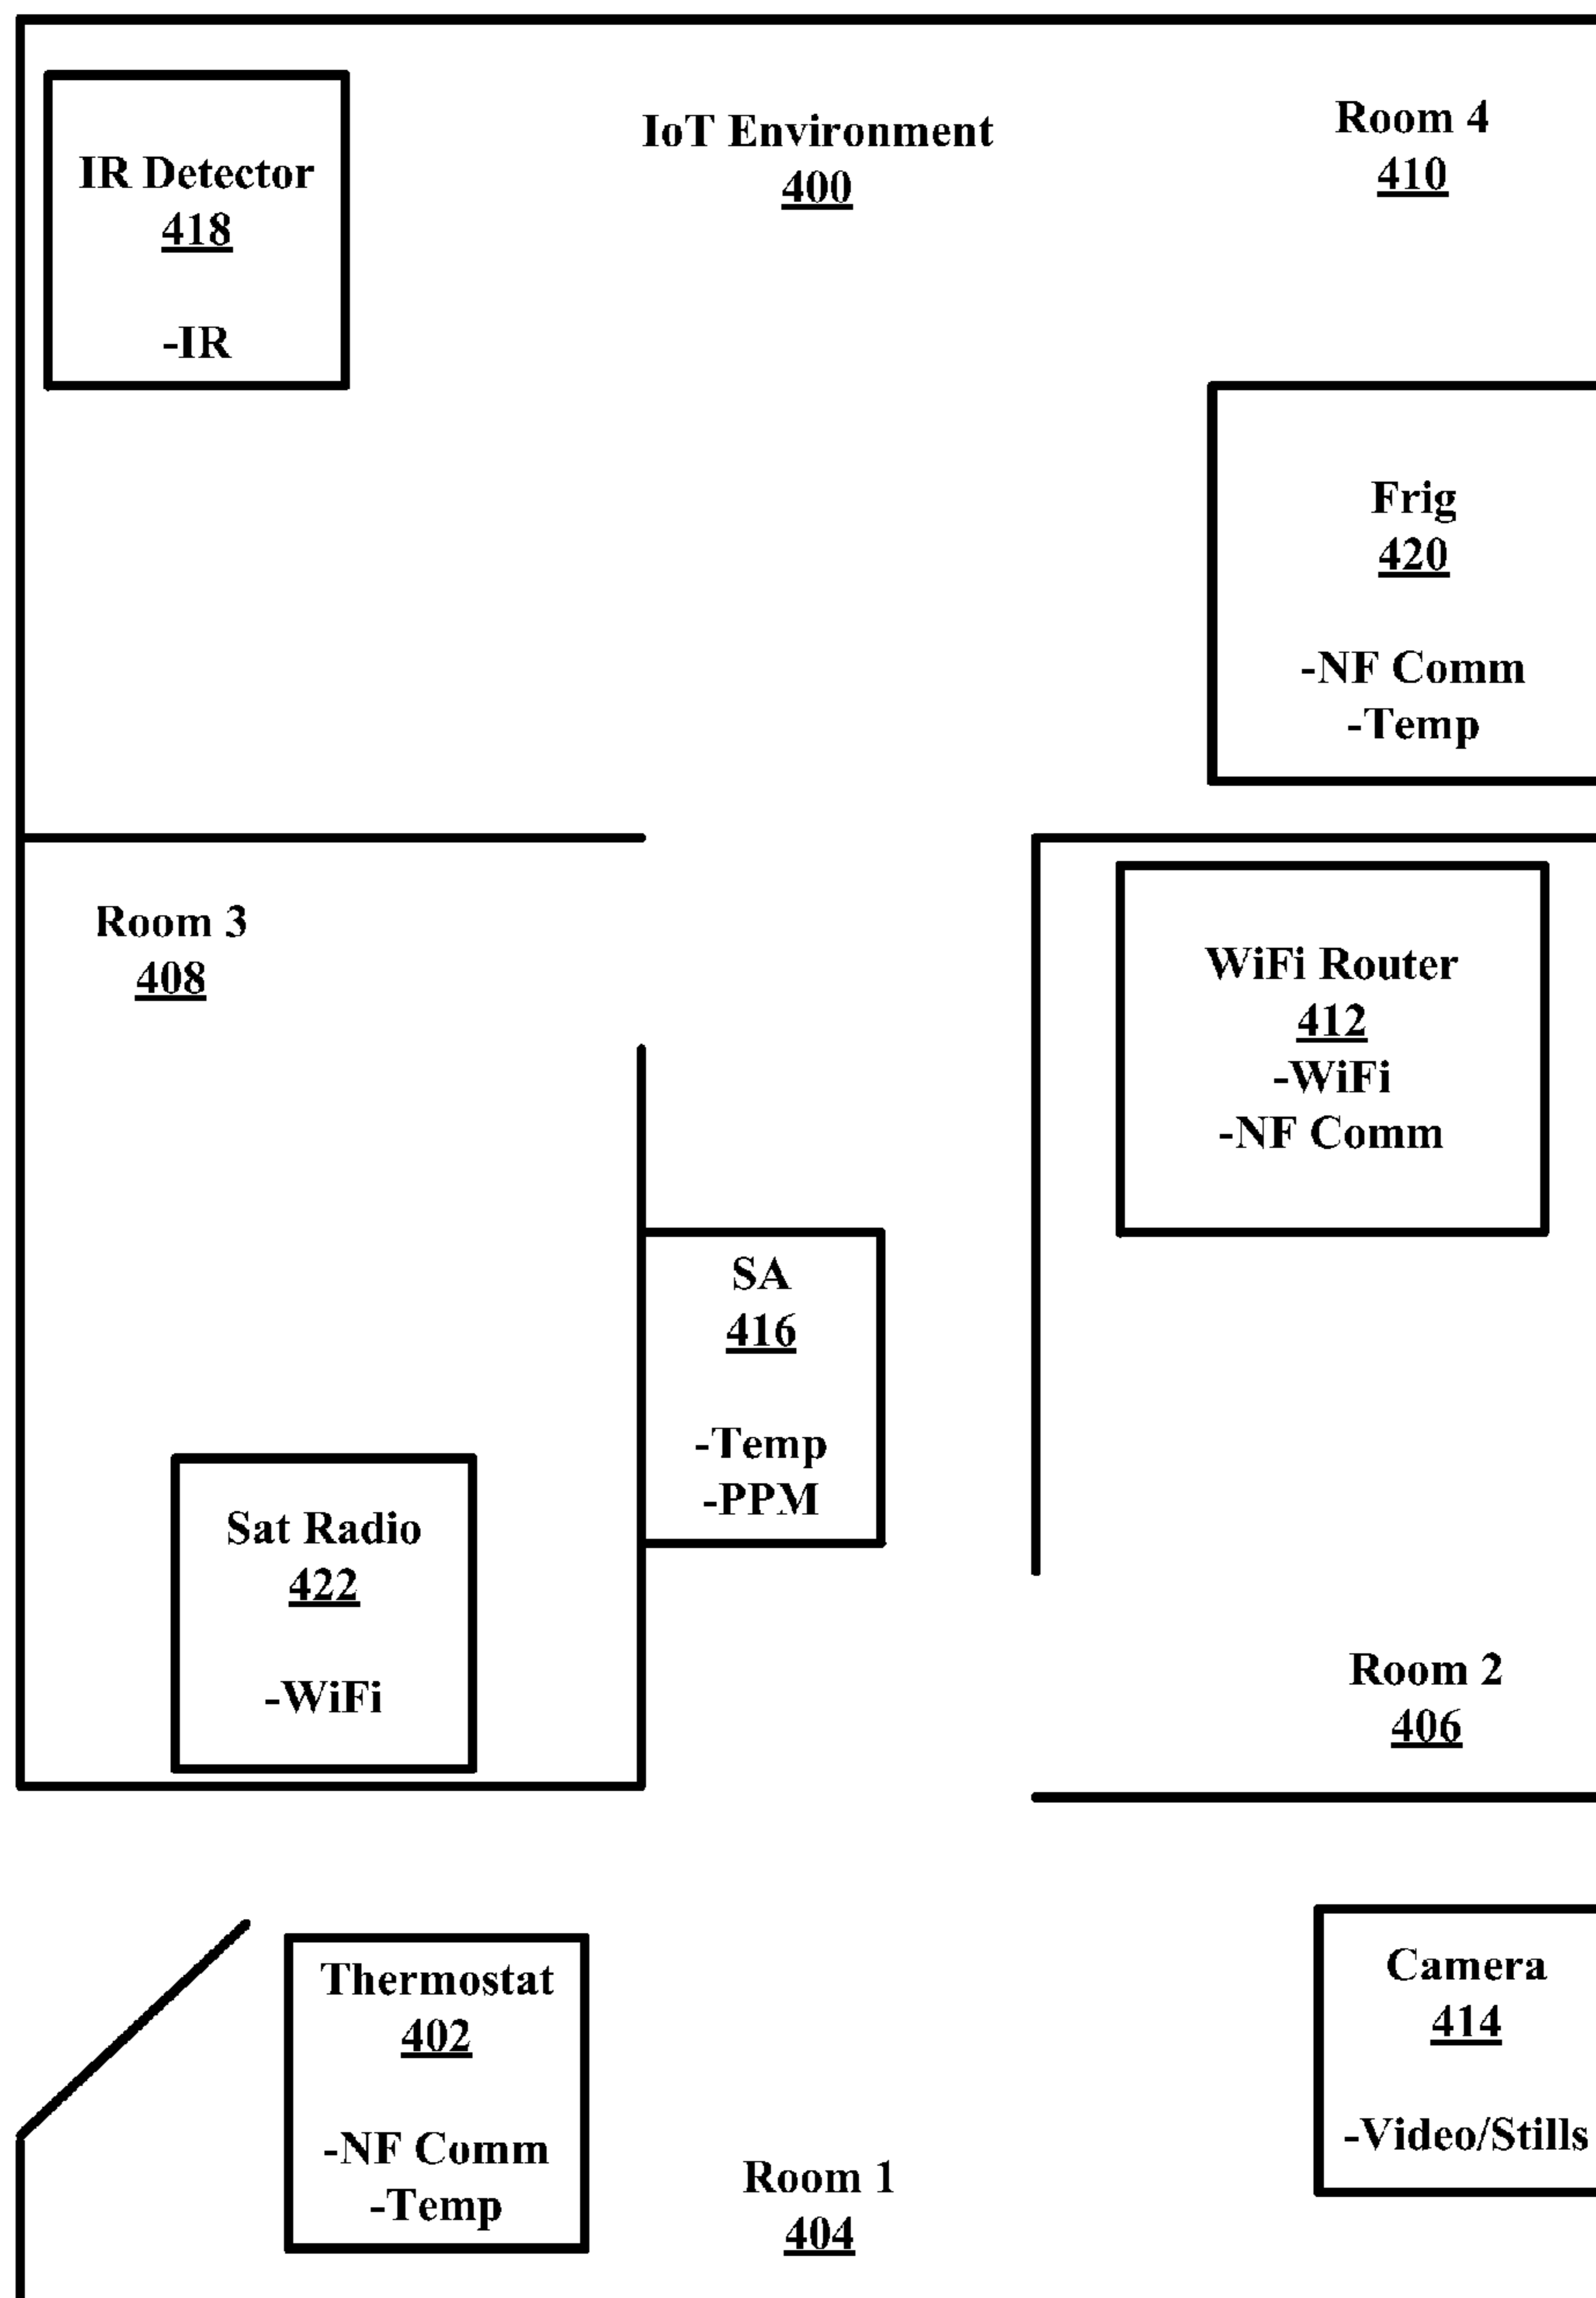 IoT Environment
400
Room 4
410
IR Detector
418
-IR
Frig
420
-NF Comm
-Temp
Room 3
408
WiFi Router
412
-WiFi
-NF Comm
SA
416
-Temp
-PPM
Sat Radio
422
-WiFi
Room 2
406
Thermostat
402
-NF Comm
-Temp
Room 1
404
Camera
414
-Video/Stills